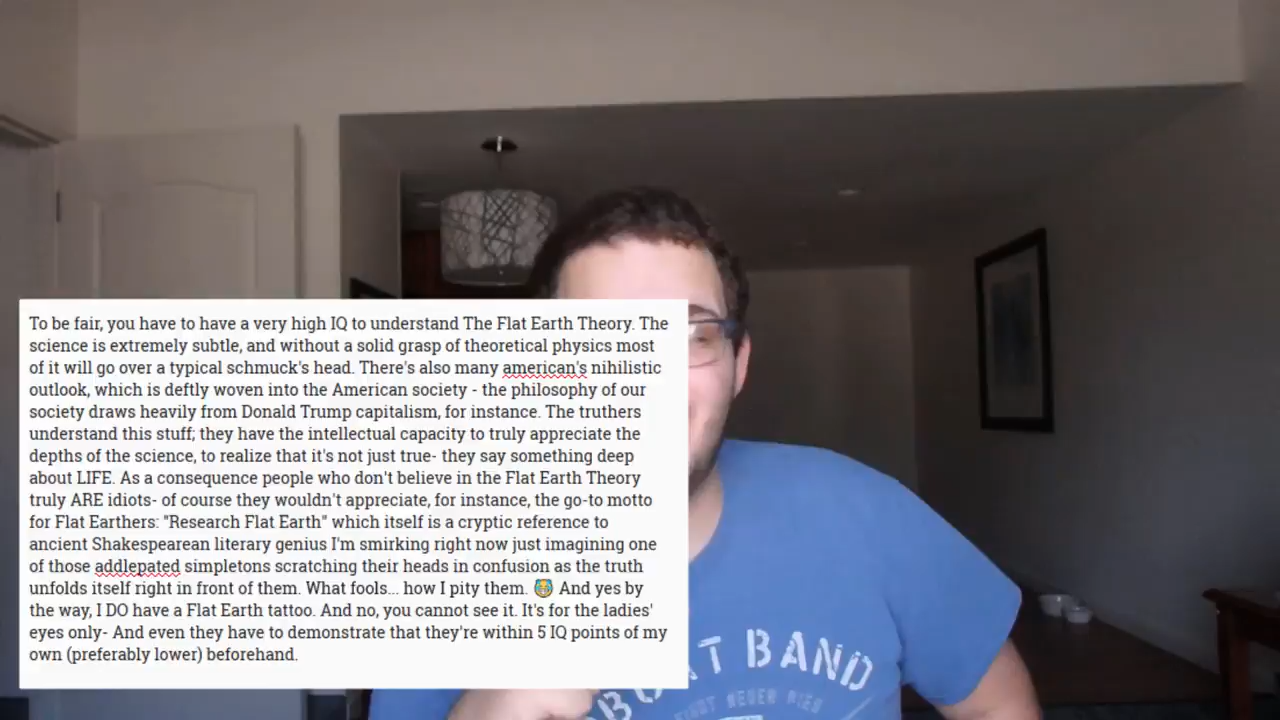 To be fair, you have to have a very high IQ to understand The Flat Earth Theory. The
science is extremely subtle, and without a solid grasp of theoretical physics most
of it will go over a typical schmuck's head. There's also many american's nihilistic
outlook, which is deftly woven into the American society - the philosophy of our
society draws heavily from Donald Trump capitalism, for instance. The truthers
understand this stuff; they have the intellectual capacity to truly appreciate the
depths of the science, to realize that it's not just true- they say something deep
about LIFE. As a consequence people who don't believe in the Flat Earth Theory
truly ARE idiots- of course they wouldn't appreciate, for instance, the go-to motto
for Flat Earthers: "Research Flat Earth" which itself is a cryptic reference to
ancient Shakespearean literary genius I'm smirking right now just imagining one
of those addlepated simpletons scratching their heads in confusion as the truth
unfolds itself right in front of them. What fools... how I pity them. 😂 And yes by
the way, I DO have a Flat Earth tattoo. And no, you cannot see it. It's for the ladies'
eyes only- And even they have to demonstrate that they're within 5 IQ points of my
own (preferably lower) beforehand.
BAND